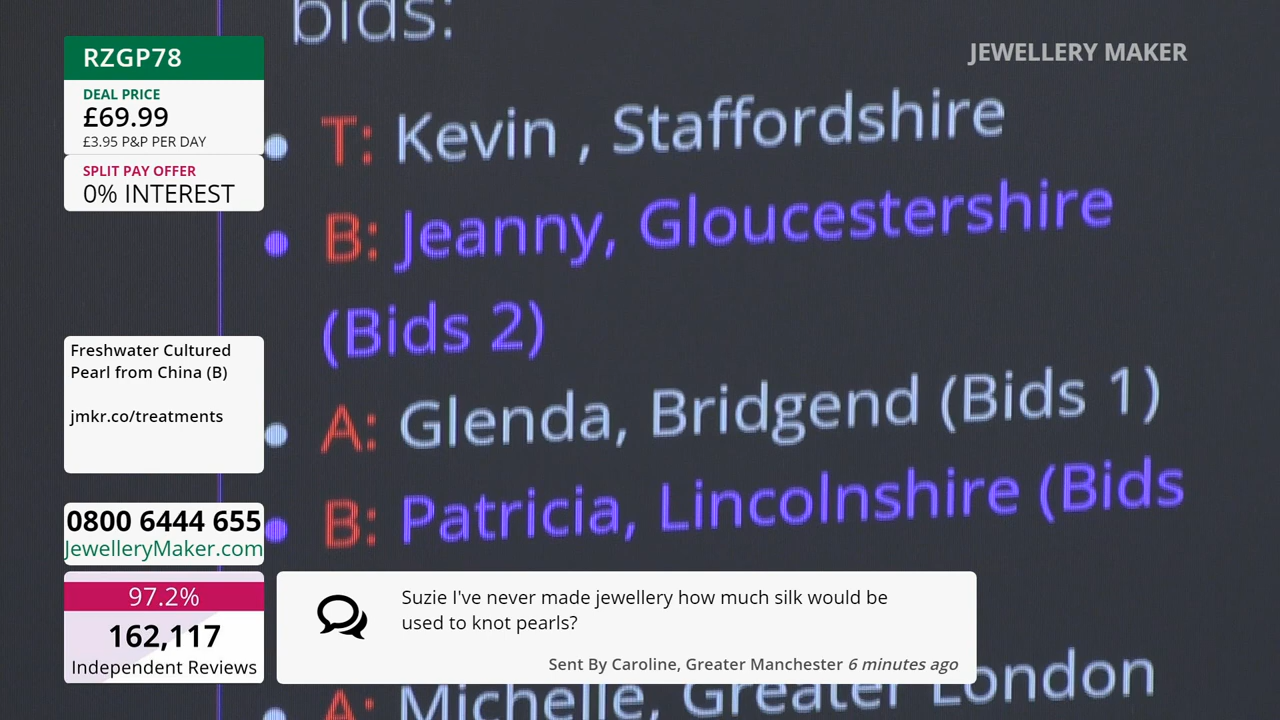 bids:
RZGP78
JEWELLERY MAKER
DEAL PRICE
£69.99
£3.95 P&P PER DAY
SPLIT PAY OFFER
0% INTEREST
T: Kevin , Staffordshire
B: Jeanny, Gloucestershire
(Bids 2)
Freshwater Cultured
Pearl from China (B)
jmkr.co/treatments
A: Glenda, Bridgend (Bids 1)
B: Patricia, Lincolnshire (Bids
0800 6444 655
JewelleryMaker.com
97.2%
162,117
Independent Reviews
Suzie I've never made jewellery how much silk would be
used to knot pearls?
Sent By Caroline, Greater Manchester 6 minutes ago
A: Michelle, Greater London